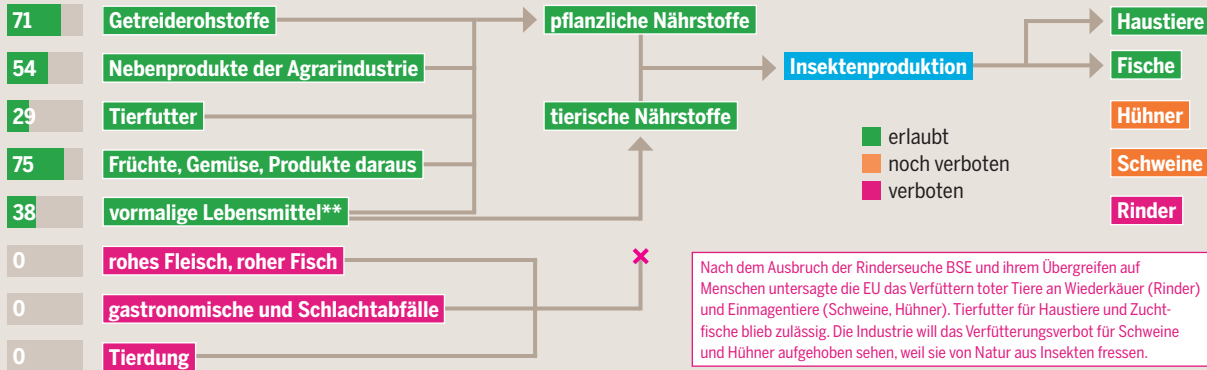 71 Getreiderohstoffe
54 Nebenprodukte der Agrarindustrie
29 Tierfutter
75 Früchte, Gemüse, Produkte daraus
38 vormalige Lebensmittel**
0 rohes Fleisch, roher Fisch
0 gastronomische und Schlachtabfälle
0 Tierdung
pflanzliche Nährstoffe
tierische Nährstoffe
Insektenproduktion
Haustiere
Fische
Hühner
Schweine
Rinder
erlaubt
noch verboten
verboten
Nach dem Ausbruch der Rinderseuche BSE und ihrem Übergreifen auf
Menschen untersagte die EU das Verfüttern toter Tiere an Wiederkäuer (Rinder)
und Einmagentiere (Schweine, Hühner). Tierfutter für Haustiere und Zucht-
fische blieb zulässig. Die Industrie will das Verfütterungsverbot für Schweine
und Hühner aufgehoben sehen, weil sie von Natur aus Insekten fressen.